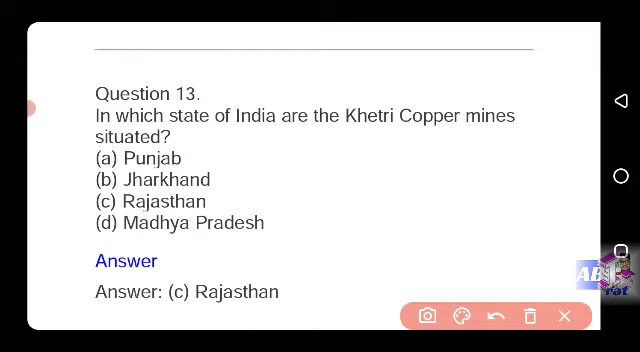 Question 13.
In which state of India are the Khetri Copper mines
situated?
(a) Punjab
(b) Jharkhand
(c) Rajasthan
(d) Madhya Pradesh
Answer
Answer: (c) Rajasthan
rat